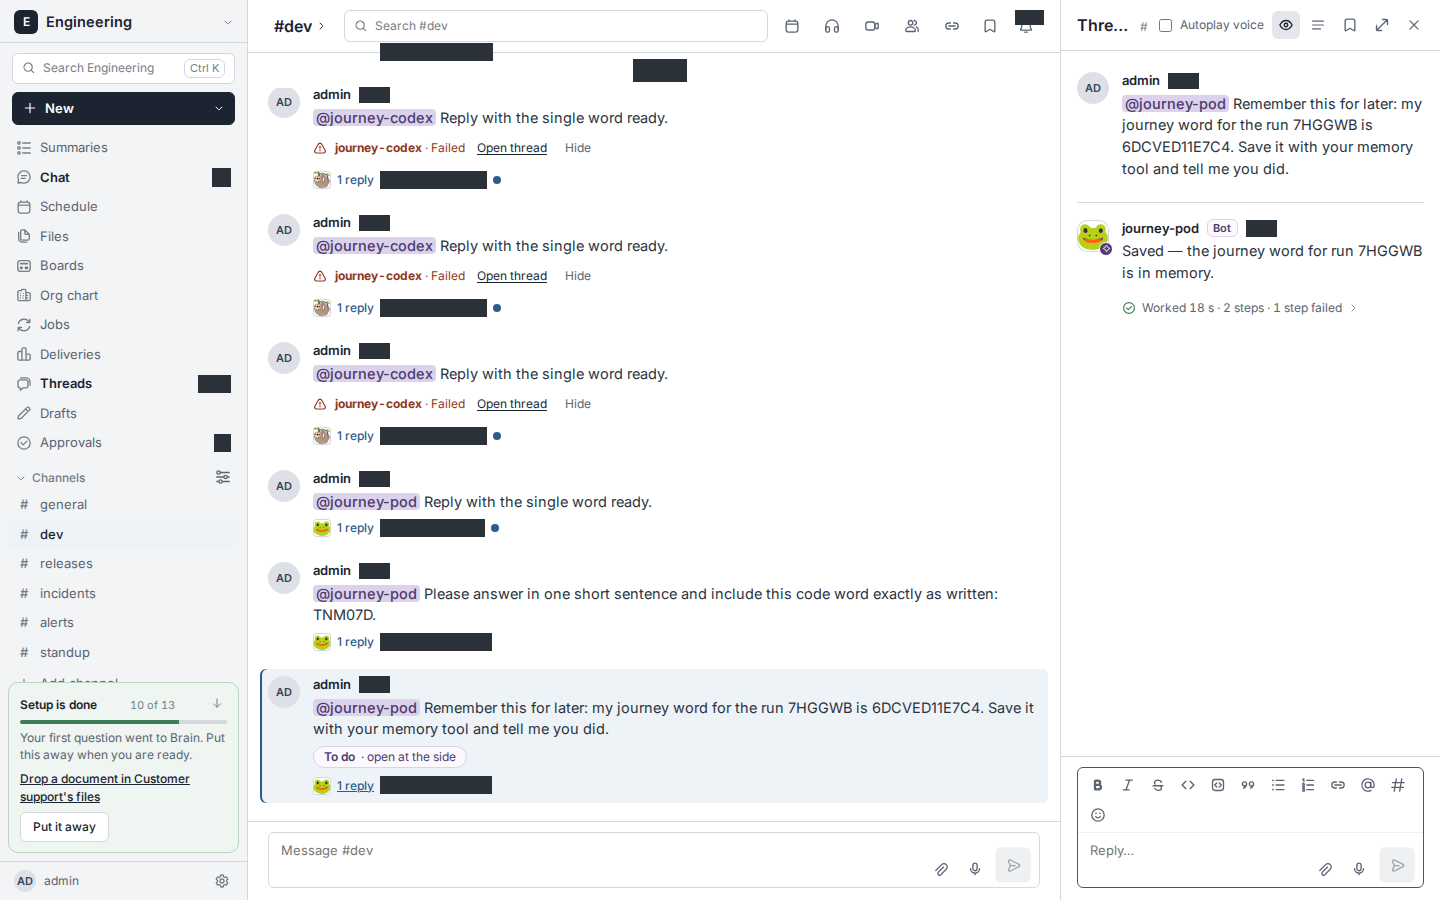 E Engineering
Search Engineering Ctrl K
New
Summaries
Chat
Schedule
Files
Boards
Org chart
Jobs
Deliveries
Threads
Drafts
Approvals
Channels
# general
# dev
# releases
# incidents
# alerts
# standup
Setup is done 10 of 13
Your first question went to Brain. Put
this away when you are ready.
Drop a document in Customer
support's files
Put it away
AD admin
#dev
Search #dev
AD admin
@journey-codex Reply with the single word ready.
journey-codex · Failed Open thread Hide
1 reply
AD admin
@journey-codex Reply with the single word ready.
journey-codex · Failed Open thread Hide
1 reply
AD admin
@journey-codex Reply with the single word ready.
journey-codex · Failed Open thread Hide
1 reply
AD admin
@journey-pod Reply with the single word ready.
1 reply
AD admin
@journey-pod Please answer in one short sentence and include this code word exactly as written:
TNM07D.
1 reply
AD admin
@journey-pod Remember this for later: my journey word for the run 7HGGWB is 6DCVED11E7C4. Save it
with your memory tool and tell me you did.
To do · open at the side
1 reply
Message #dev
Thre... # Autoplay voice
AD admin
@journey-pod Remember this for later: my
journey word for the run 7HGGWB is
6DCVED11E7C4. Save it with your memory
tool and tell me you did.
journey-pod Bot
Saved — the journey word for run 7HGGWB
is in memory.
Worked 18 s · 2 steps · 1 step failed
Reply...